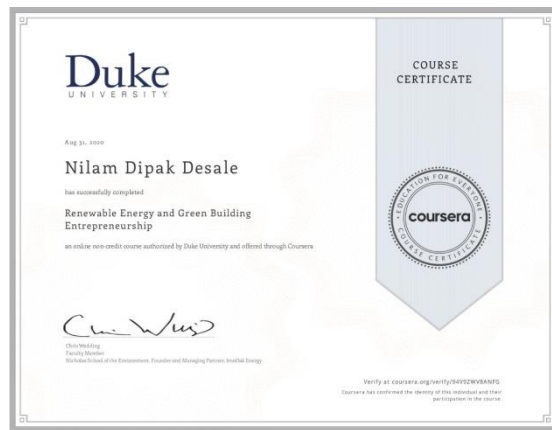 Duke
UNIVERSITY
COURSE
CERTIFICATE
Aug 31, 2020
Nilam Dipak Desale
has successfully completed
Renewable Energy and Green Building
Entrepreneurship
an online non-credit course authorized by Duke University and offered through Coursera
EDUCATION FOR EVERYONE
coursera
COURSE CERTIFICATE
Chris Wedding
Faculty Member
Nicholas School of the Environment, Founder and Managing Partner, IronOak Energy
Verify at coursera.org/verify/
Coursera has confirmed the identity of this individual and their
participation in the course.